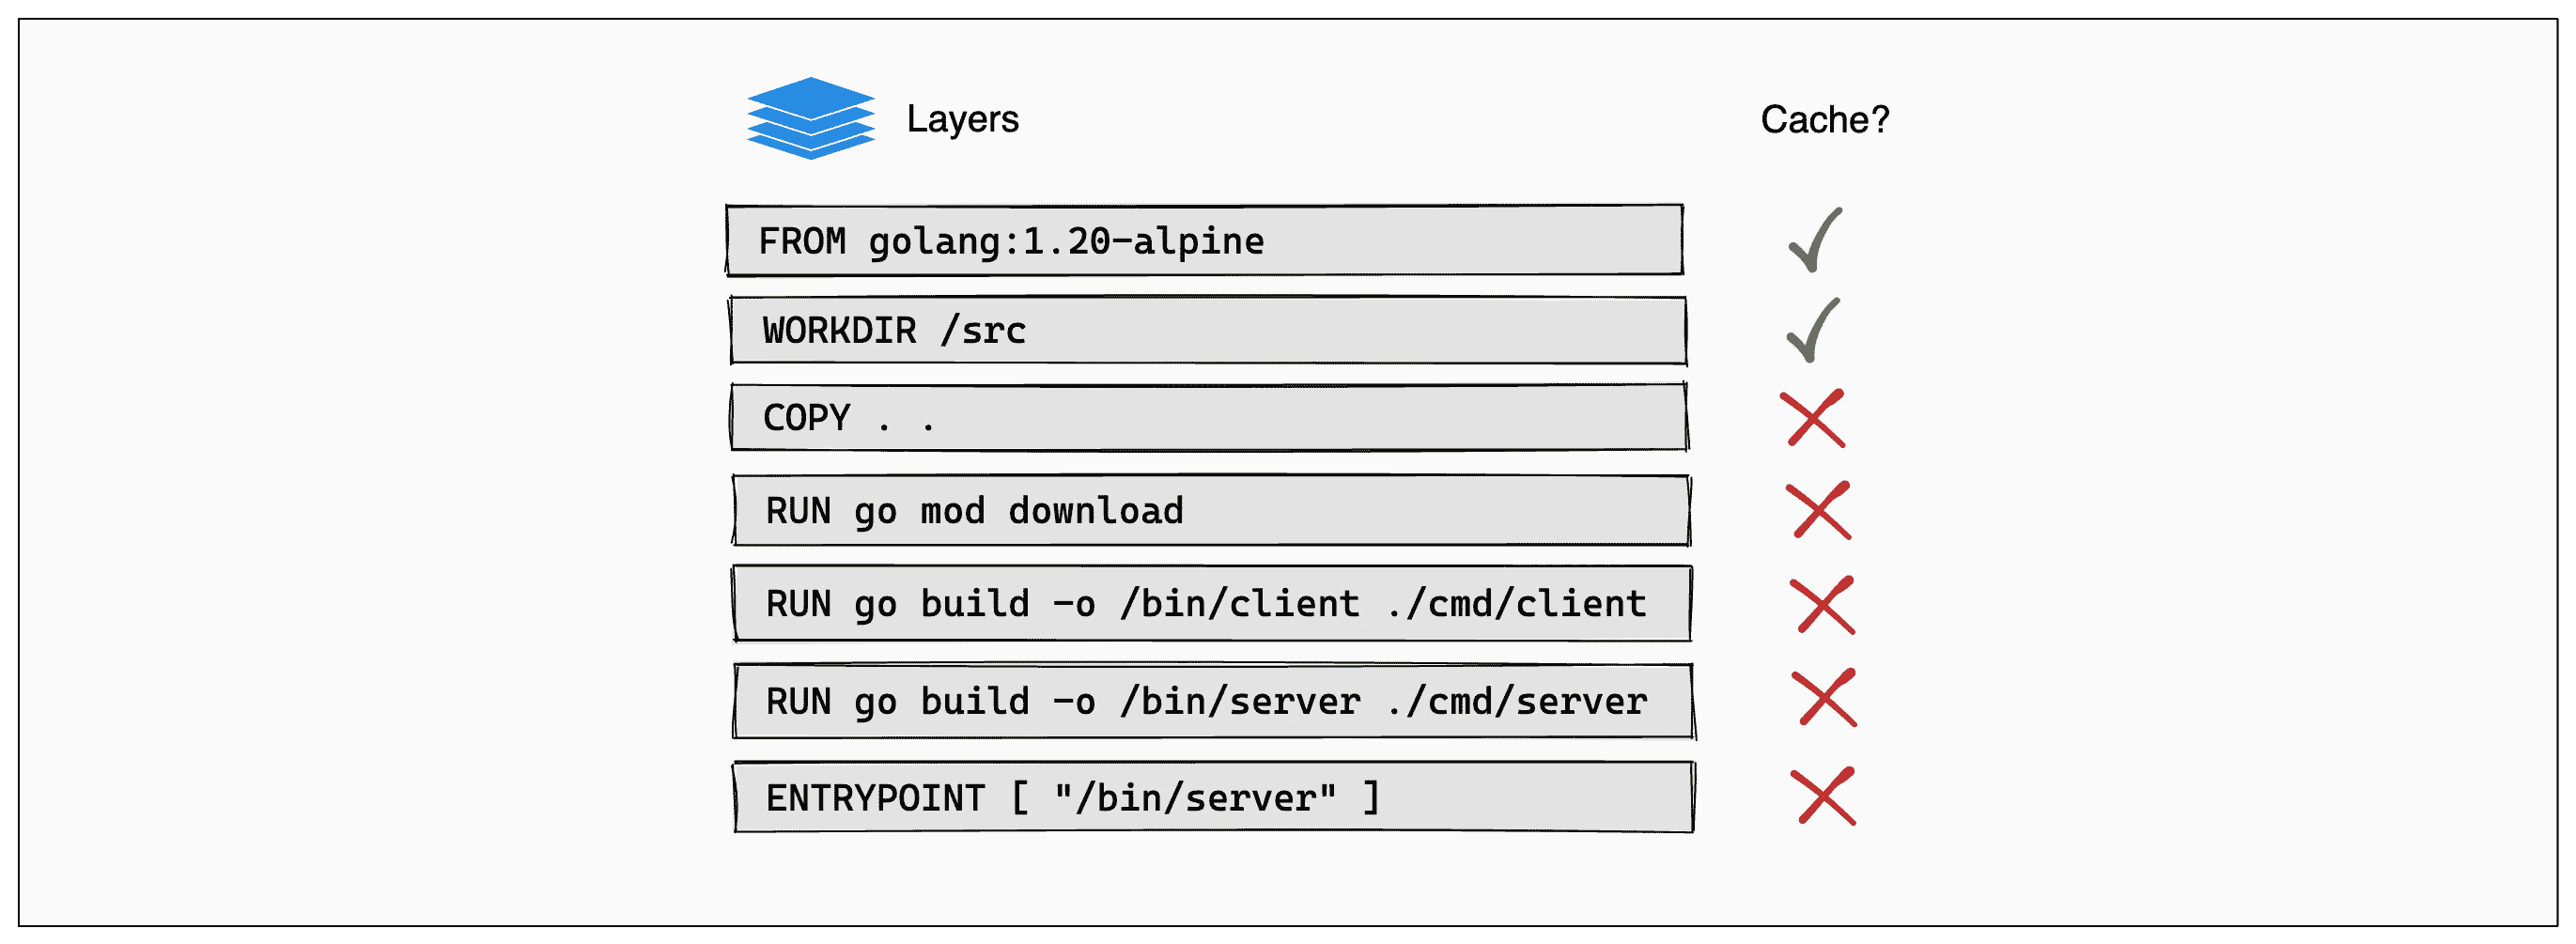 Layers
Cache?
FROM golang:1.20-alpine
WORKDIR /src
COPY . .
RUN go mod download
RUN go build -o /bin/client ./cmd/client
RUN go build -o /bin/server ./cmd/server
ENTRYPOINT [ "/bin/server" ]